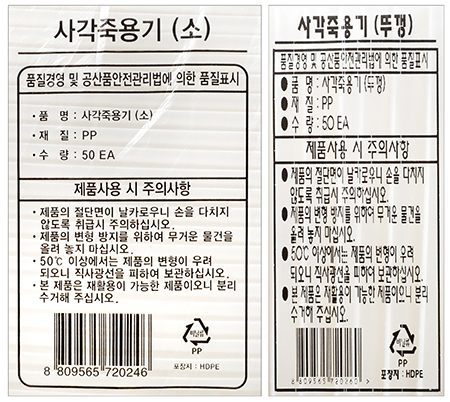 사각죽용기 (소)
품질경영 및 공산품안전관리법에 의한 품질표시
· 품 명 : 사각죽용기 (소)
· 재 질 : PP
· 수 량 : 50 EA
제품사용 시 주의사항
· 제품의 절단면이 날카로우니 손을 다치지
않도록 취급시 주의하십시오.
· 제품의 변형 방지를 위하여 무거운 물건을
올려 놓지 마십시오.
· 50℃ 이상에서는 제품의 변형이 우려
되오니 직사광선을 피하여 보관하십시오.
· 본 제품은 재활용이 가능한 제품이오니 분리
수거해 주십시오.
비닐류
PP
포장지 : HDPE
8 809565 720246
사각죽용기 (뚜껑)
품질경영 및 공산품안전관리법에 의한 품질표시
● 품 명 : 사각죽용기 (뚜껑)
● 재 질 : PP
● 수 량 : 50 EA
제품사용 시 주의사항
● 제품의 절단면이 날카로우니 손을 다치지
않도록 취급시 주의하십시오.
● 제품의 변형 방지를 위하여 무거운 물건을
올려 놓지 마십시오.
● 50℃ 이상에서는 제품의 변형이 우려
되오니 직사광선을 피하여 보관하십시오.
● 본 제품은 재활용이 가능한 제품이오니 분리
수거해 주십시오.
비닐류
PP
포장지 : HDPE
8 809565 720260 >